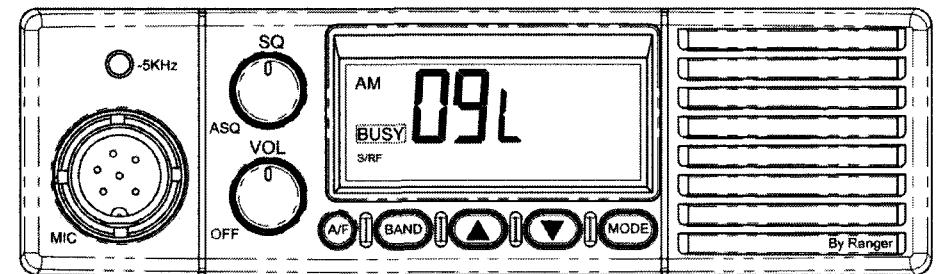 -5KHz
MIC
SQ
ASQ
VOL
OFF
AM
BUSY
S/RF
09L
A/F
BAND
MODE
By Ranger